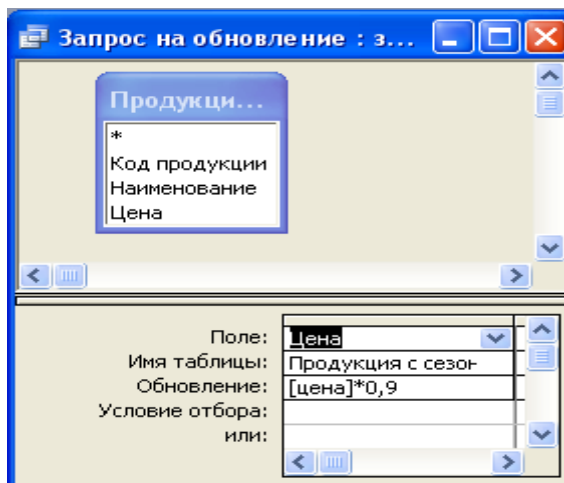 Запрос на обновление : з...
Продукци...
*
Код продукции
Наименование
Цена
Поле: Цена
Имя таблицы: Продукция с сезон
Обновление: [цена]*0,9
Условие отбора:
или: